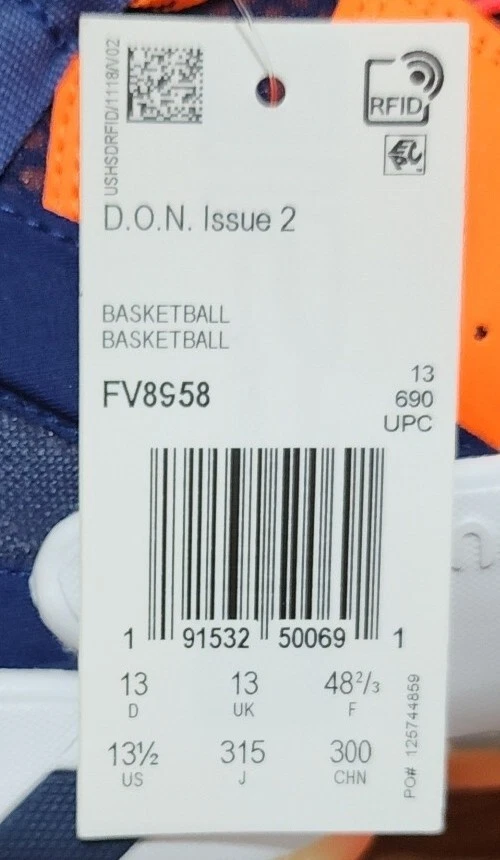 USHSDRFID/1118/V02
RFID
D.O.N. Issue 2
BASKETBALL
BASKETBALL
FV8958
13
690
UPC
1 91532 50069 1
13 13 48²/₃
D UK F
13½ 315 300
US J CHN
PO# 125744859